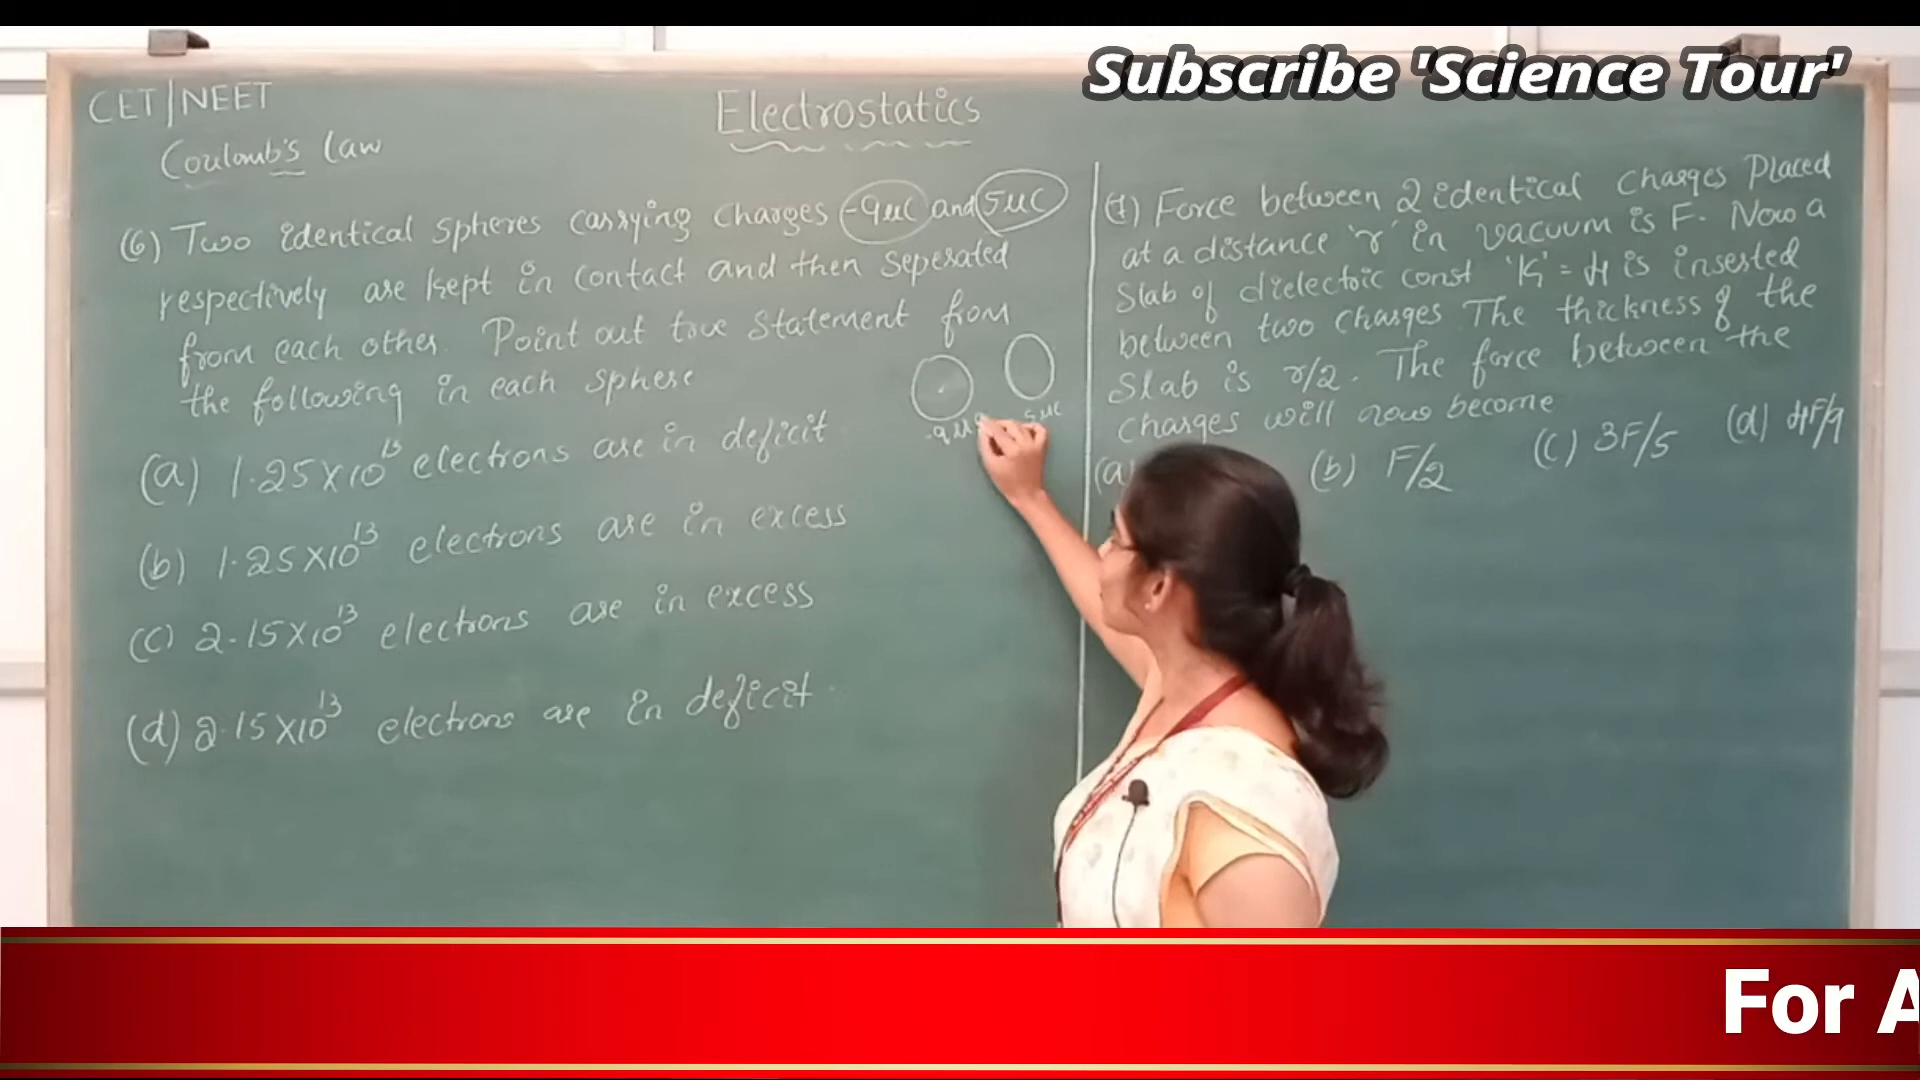 Subscribe 'Science Tour'
CET|NEET
Electrostatics
Coulomb's law
(6) Two identical spheres carrying charges -9μC and 5μC
respectively are kept in contact and then seperated
from each other. Point out true statement from
the following in each sphere
-9μC
5μC
(a) 1.25×10¹³ electrons are in deficit
(b) 1.25×10¹³ electrons are in excess
(c) 2.15×10¹³ electrons are in excess
(d) 2.15×10¹³ electrons are in deficit
Force between 2 identical charges Placed
at a distance 'r' in vacuum is F. Now a
slab of dielectric const 'K' = 4 is inserted
between two charges. The thickness of the
slab is r/2. The force between the
charges will now become
(a)
(b) F/2
(c) 3F/5
(d) 4F/9
For A